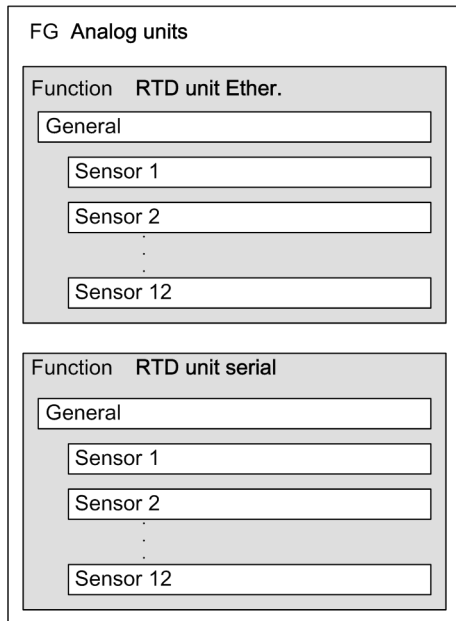 FG Analog units
Function RTD unit Ether.
General
Sensor 1
Sensor 2
.
.
.
Sensor 12
Function RTD unit serial
General
Sensor 1
Sensor 2
.
.
.
Sensor 12